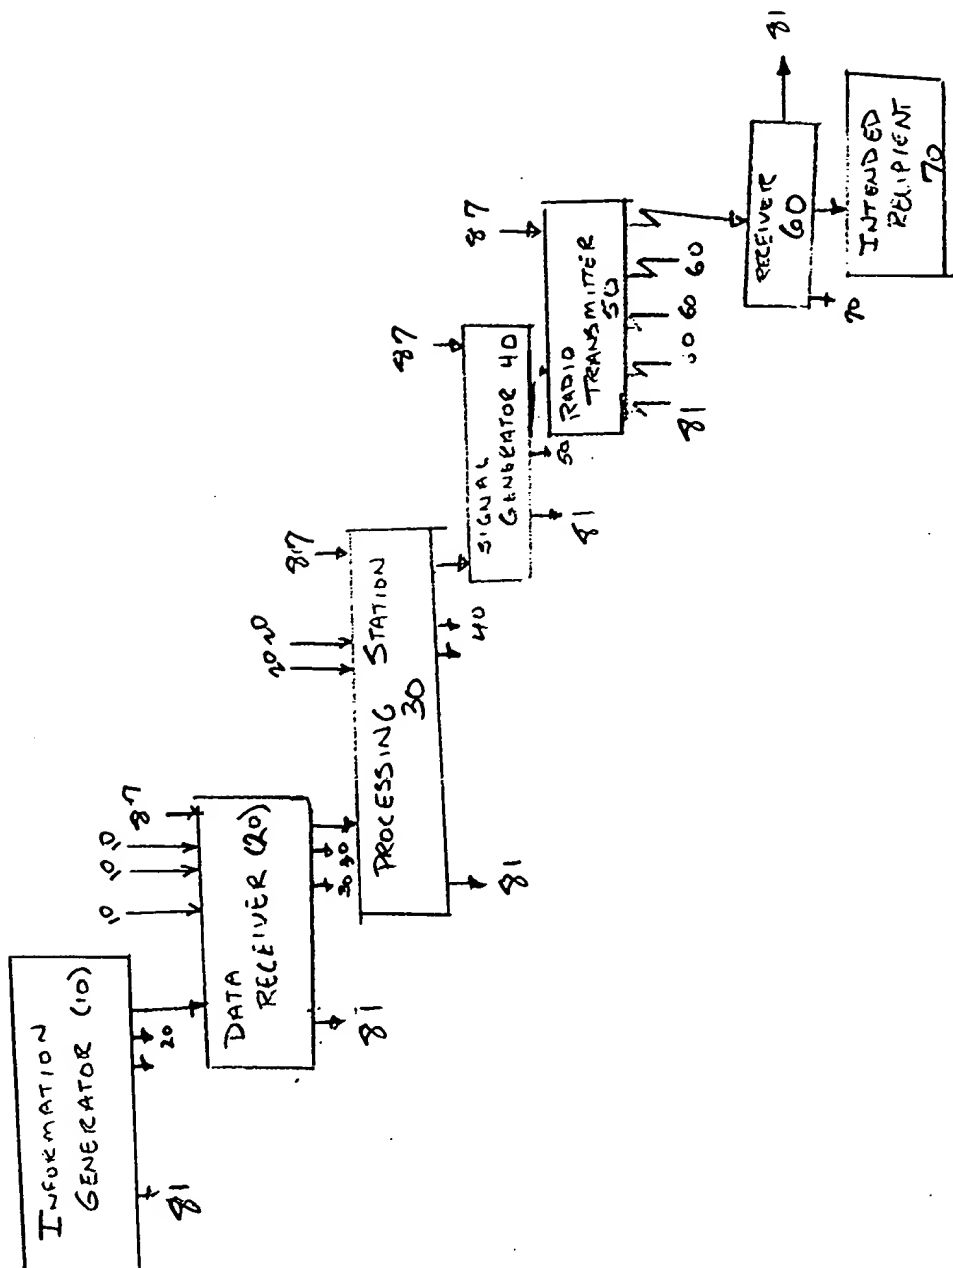 INFORMATION
GENERATOR (10)
81
20
10
10
10
87
DATA
RECEIVER (20)
81
30
30
20
20
87
PROCESSING STATION
30
81
40
87
SIGNAL
GENERATOR 40
81
50
87
RADIO
TRANSMITTER
50
81
60
60
60
RECEIVER
60
81
70
INTENDED
RECIPIENT
70